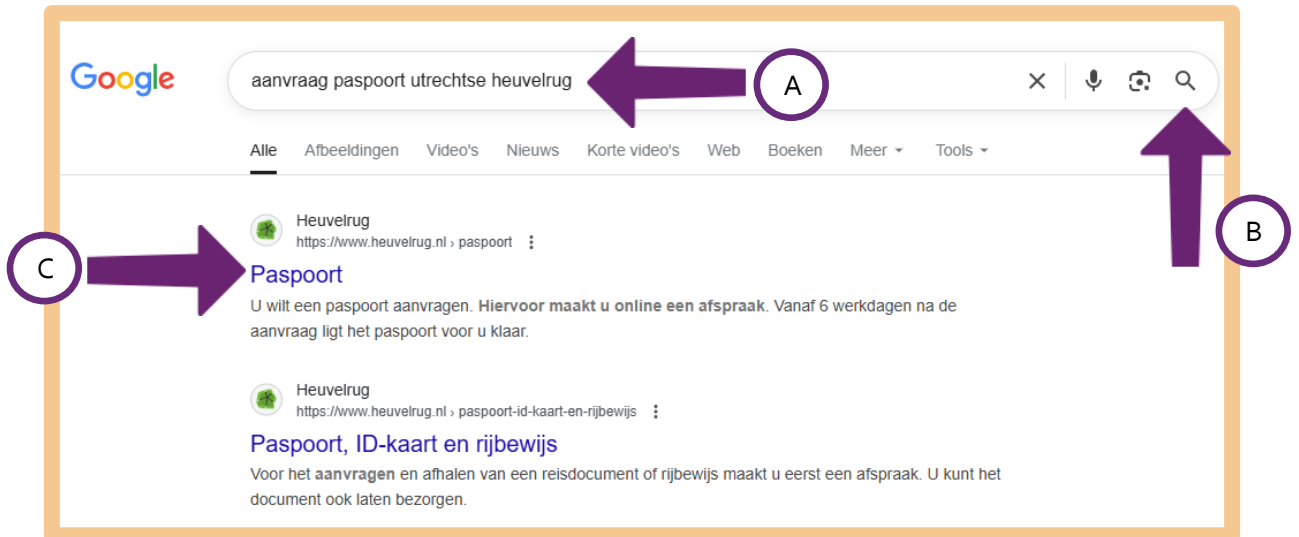 Google
aanvraag paspoort utrechtse heuvelrug
A
Alle Afbeeldingen Video's Nieuws Korte video's Web Boeken Meer Tools
B
Heuvelrug
https://www.heuvelrug.nl › paspoort
C
Paspoort
U wilt een paspoort aanvragen. Hiervoor maakt u online een afspraak. Vanaf 6 werkdagen na de
aanvraag ligt het paspoort voor u klaar.
Heuvelrug
https://www.heuvelrug.nl › paspoort-id-kaart-en-rijbewijs
Paspoort, ID-kaart en rijbewijs
Voor het aanvragen en afhalen van een reisdocument of rijbewijs maakt u eerst een afspraak. U kunt het
document ook laten bezorgen.